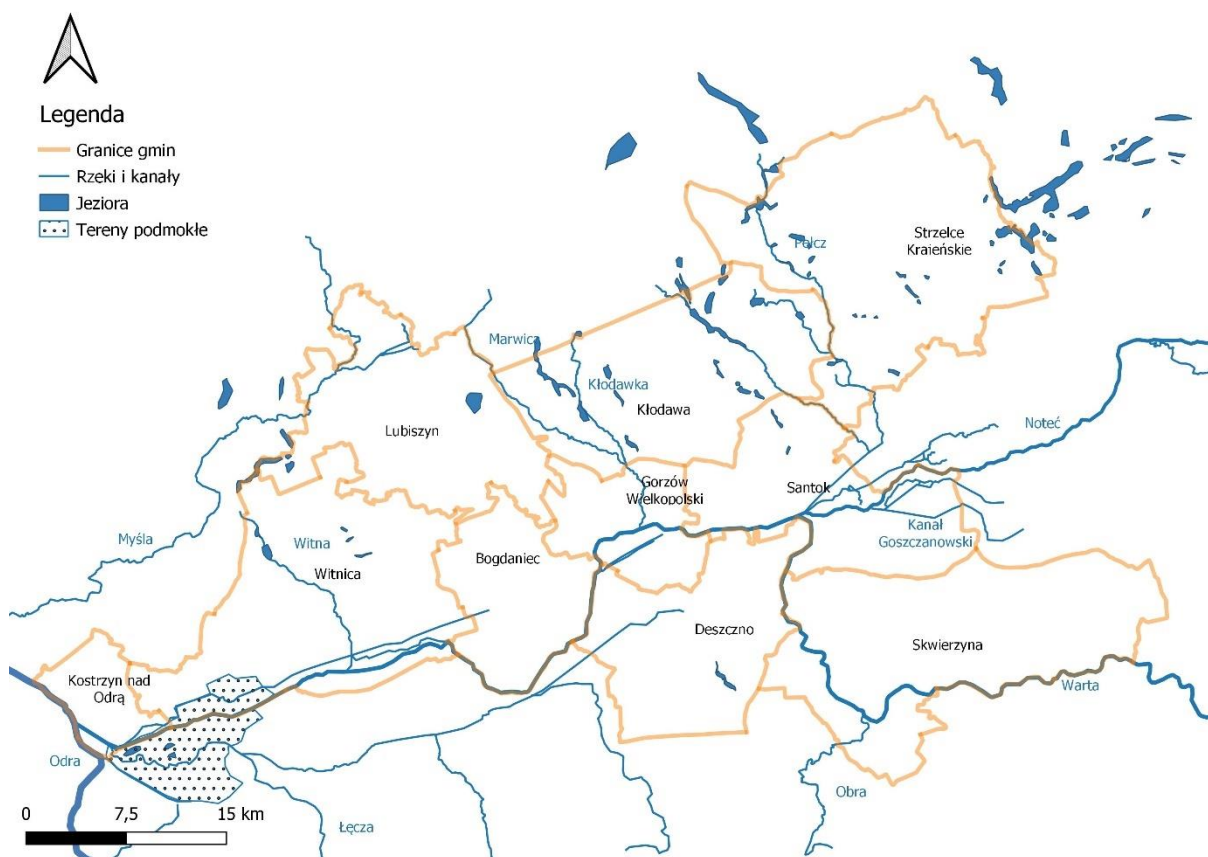 Legenda
Granice gmin
Rzeki i kanały
Jeziora
Tereny podmokłe
Pełcz
Strzelce
Kraieńskie
Marwica
Kłodawka
Kłodawa
Lubiszyn
Noteć
Gorzów
Wielkopolski
Santok
Kanał
Goszczanowski
Myśla
Witna
Witnica
Bogdaniec
Deszczno
Skwierzyna
Kostrzyn nad
Odrą
Warta
Odra
Obra
0 7,5 15 km
Łęcza